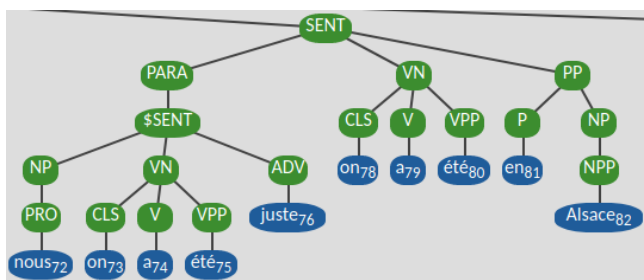 SENT
PARA VN PP
$SENT CLS V VPP P NP
NP VN ADV on78 a79 été80 en81 NPP
PRO CLS V VPP juste76 Alsace82
nous72 on73 a74 été75